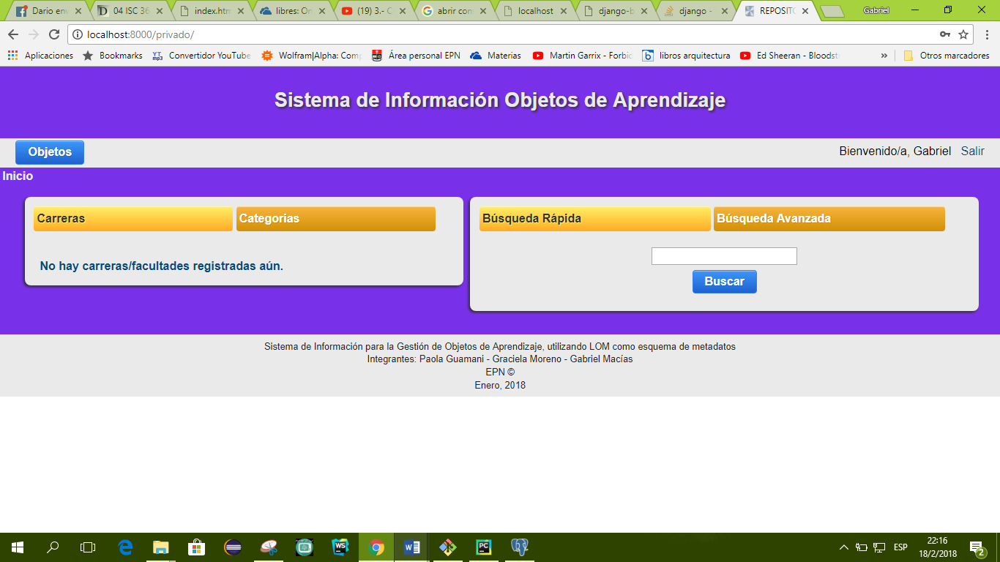 Dario env
04 ISC 36
index.htm
libres: On
(19) 3.- C
abrir con
localhost
django-b
django -
REPOSITO
Gabriel
localhost:8000/privado/
Aplicaciones
Bookmarks
Convertidor YouTube
Wolfram|Alpha: Comp
Área personal EPN
Materias
Martin Garrix - Forbid
libros arquitectura
Ed Sheeran - Bloodst
»
Otros marcadores
Sistema de Información Objetos de Aprendizaje
Objetos
Bienvenido/a, Gabriel Salir
Inicio
Carreras
Categorias
No hay carreras/facultades registradas aún.
Búsqueda Rápida
Búsqueda Avanzada
Buscar
Sistema de Información para la Gestión de Objetos de Aprendizaje, utilizando LOM como esquema de metadatos
Integrantes: Paola Guamani - Graciela Moreno - Gabriel Macías
EPN ©
Enero, 2018
ESP
22:16
18/2/2018
2